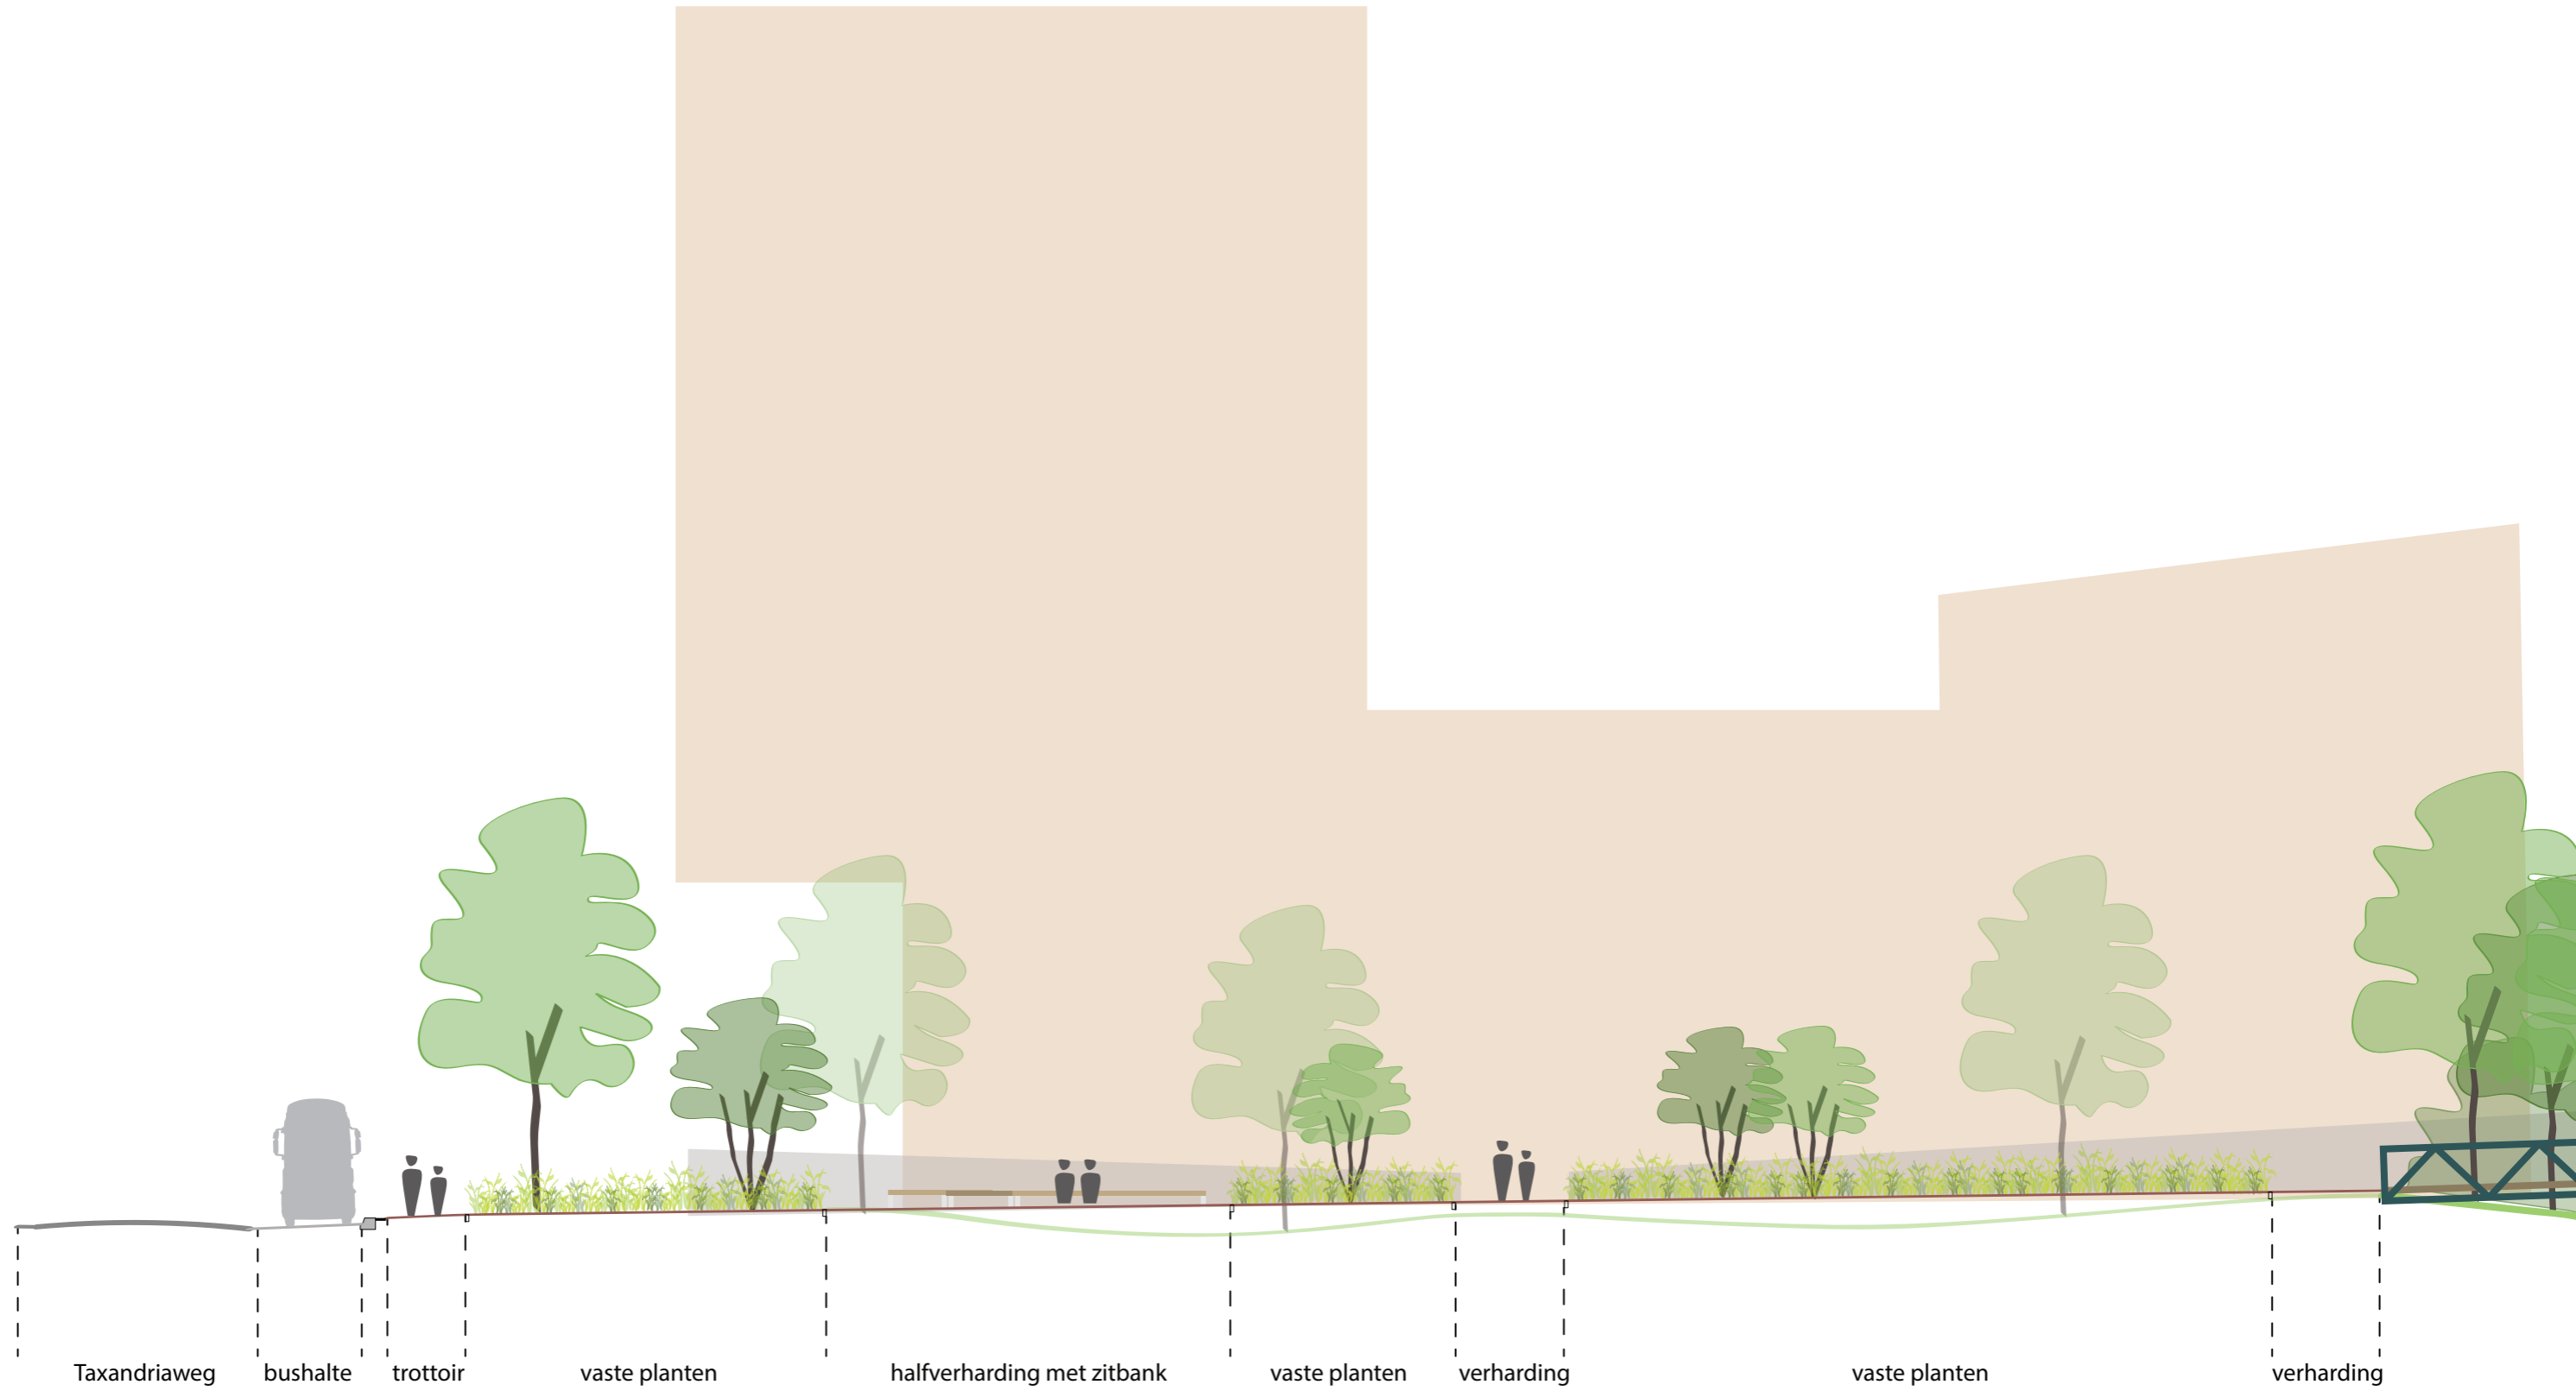 Taxandriaweg
bushalte
trottoir
vaste planten
halfverharding met zitbank
vaste planten
verharding
vaste planten
verharding